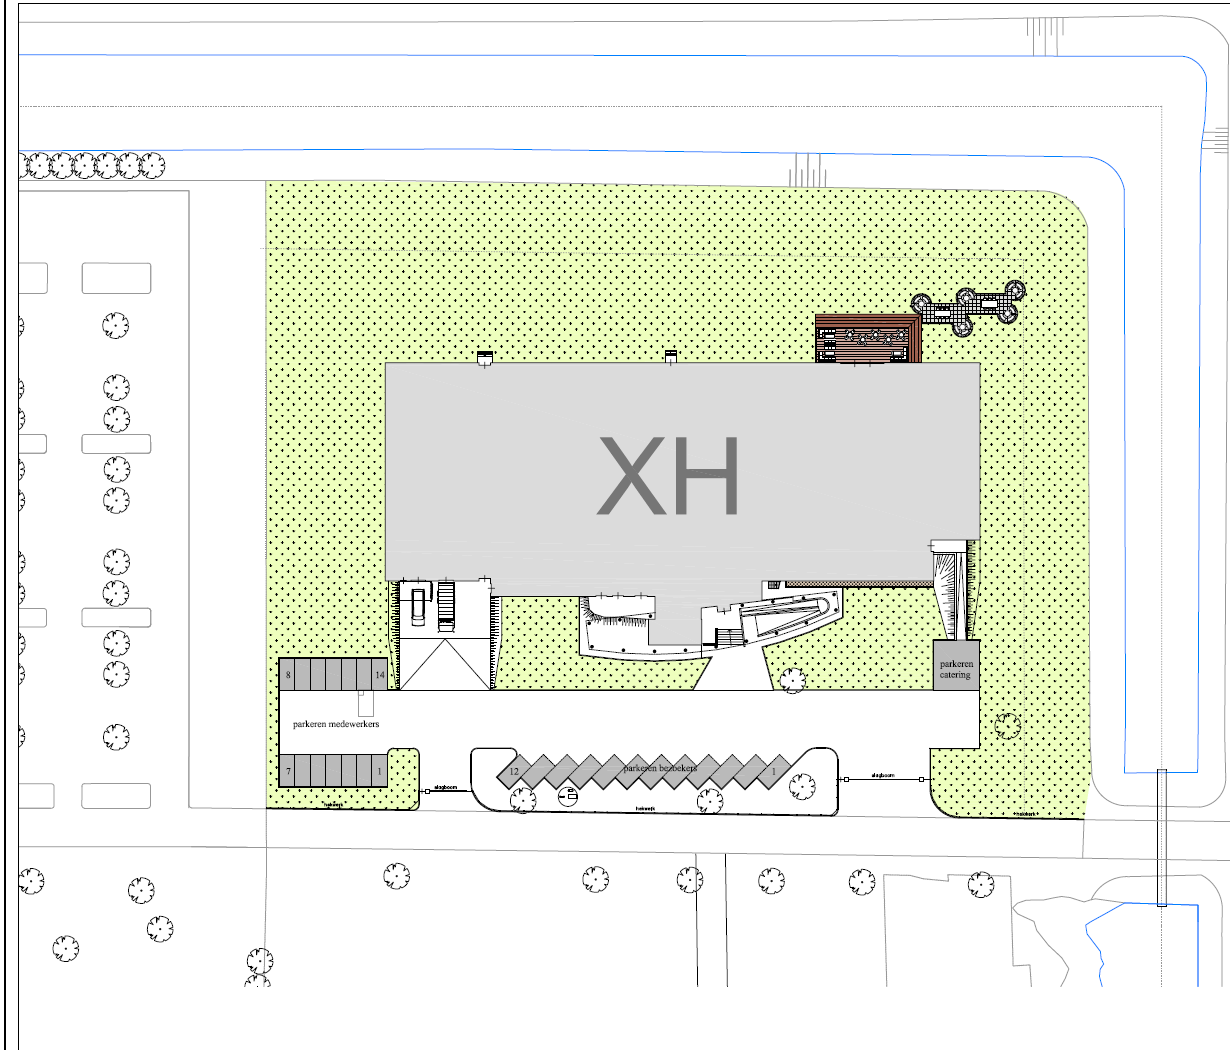 XH
parkeren
catering
8
14
parkeren medewerkers
7
1
slagboom
12
parkeren bezoekers
1
slagboom
hekwerk
hekwerk
hekwerk